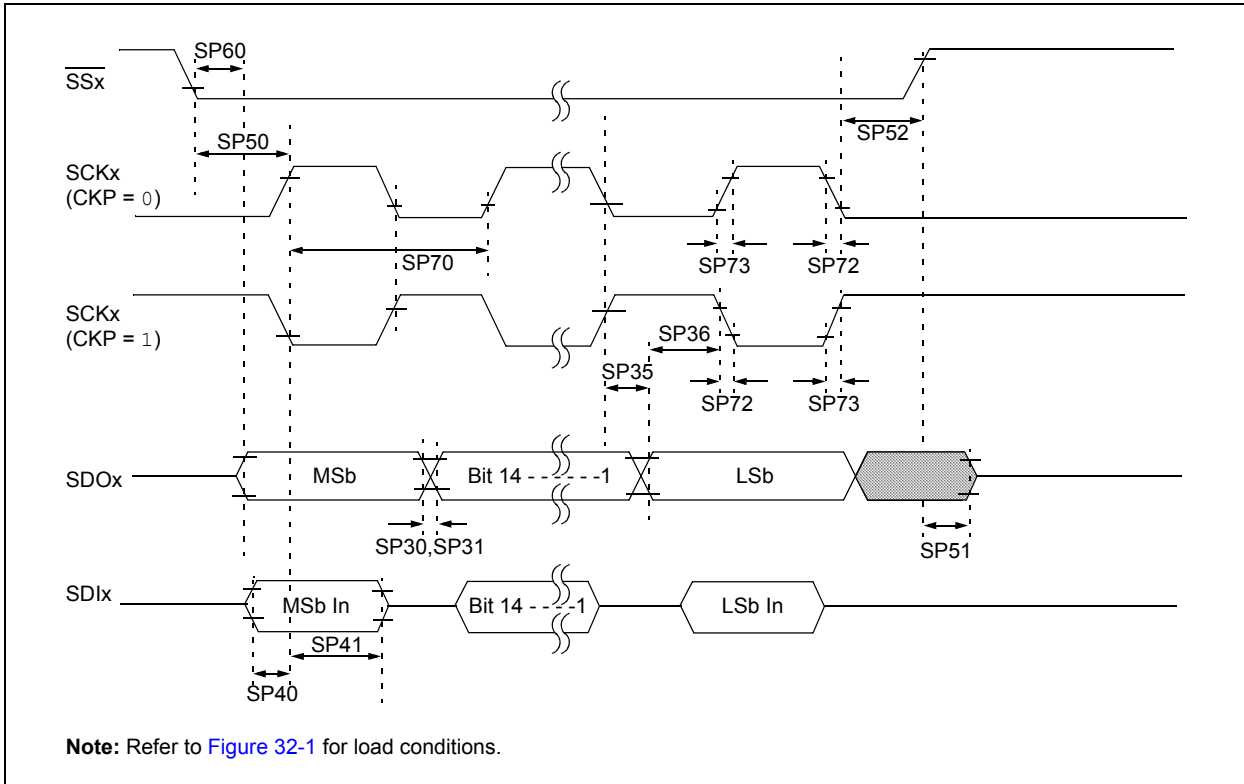 SP60
SSx
SP50
SP52
SCKx
(CKP = 0)
SP70
SP73
SP72
SCKx
(CKP = 1)
SP36
SP35
SP72
SP73
SDOx
MSb
Bit 14 - - - - - -1
LSb
SP30,SP31
SP51
SDIx
MSb In
Bit 14 - - - - -1
LSb In
SP41
SP40
Note: Refer to Figure 32-1 for load conditions.